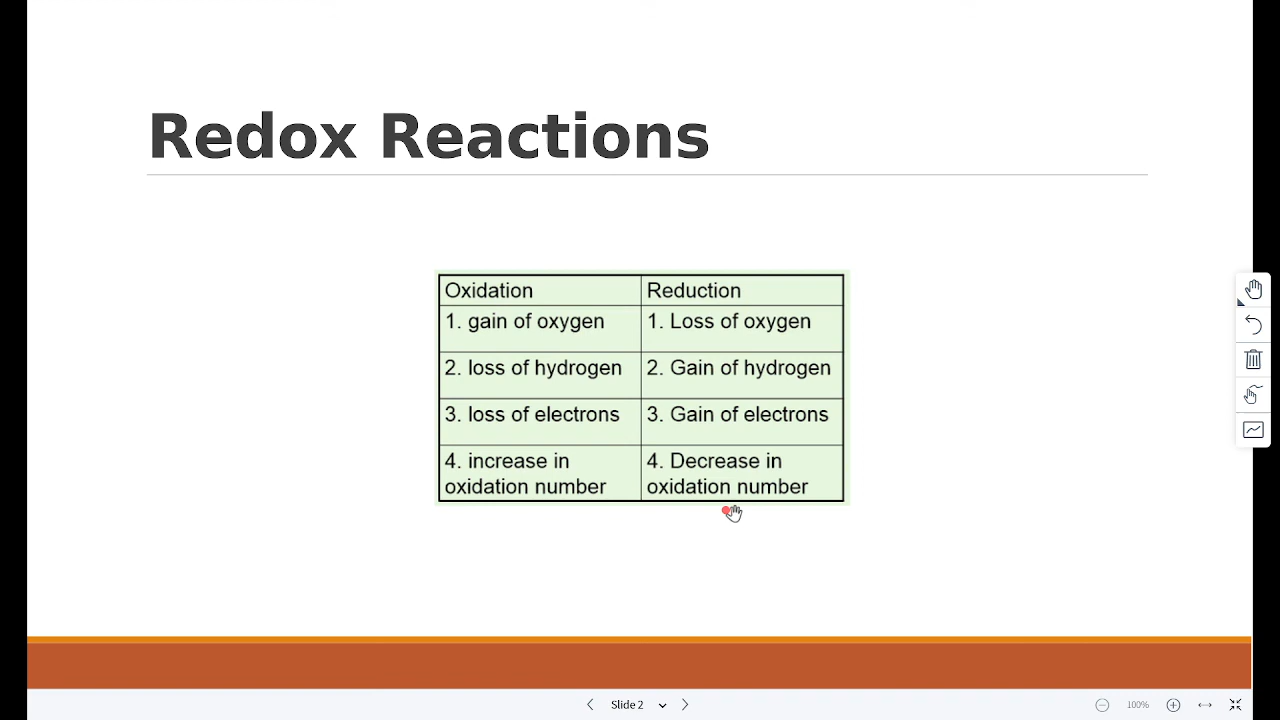 Redox Reactions
Oxidation
Reduction
1. gain of oxygen
1. Loss of oxygen
2. loss of hydrogen
2. Gain of hydrogen
3. loss of electrons
3. Gain of electrons
4. increase in
oxidation number
4. Decrease in
oxidation number
Slide 2
100%